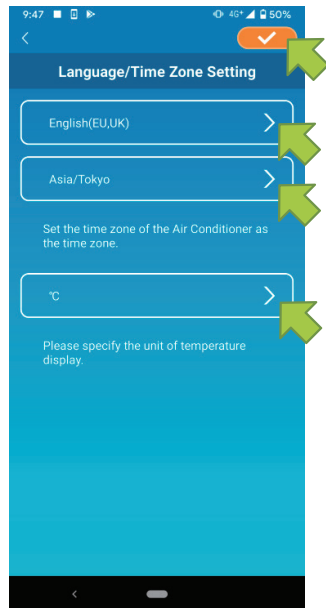 9:47 4G+ 50%
Language/Time Zone Setting
English(EU,UK)
Asia/Tokyo
Set the time zone of the Air Conditioner as
the time zone.
℃
Please specify the unit of temperature
display.